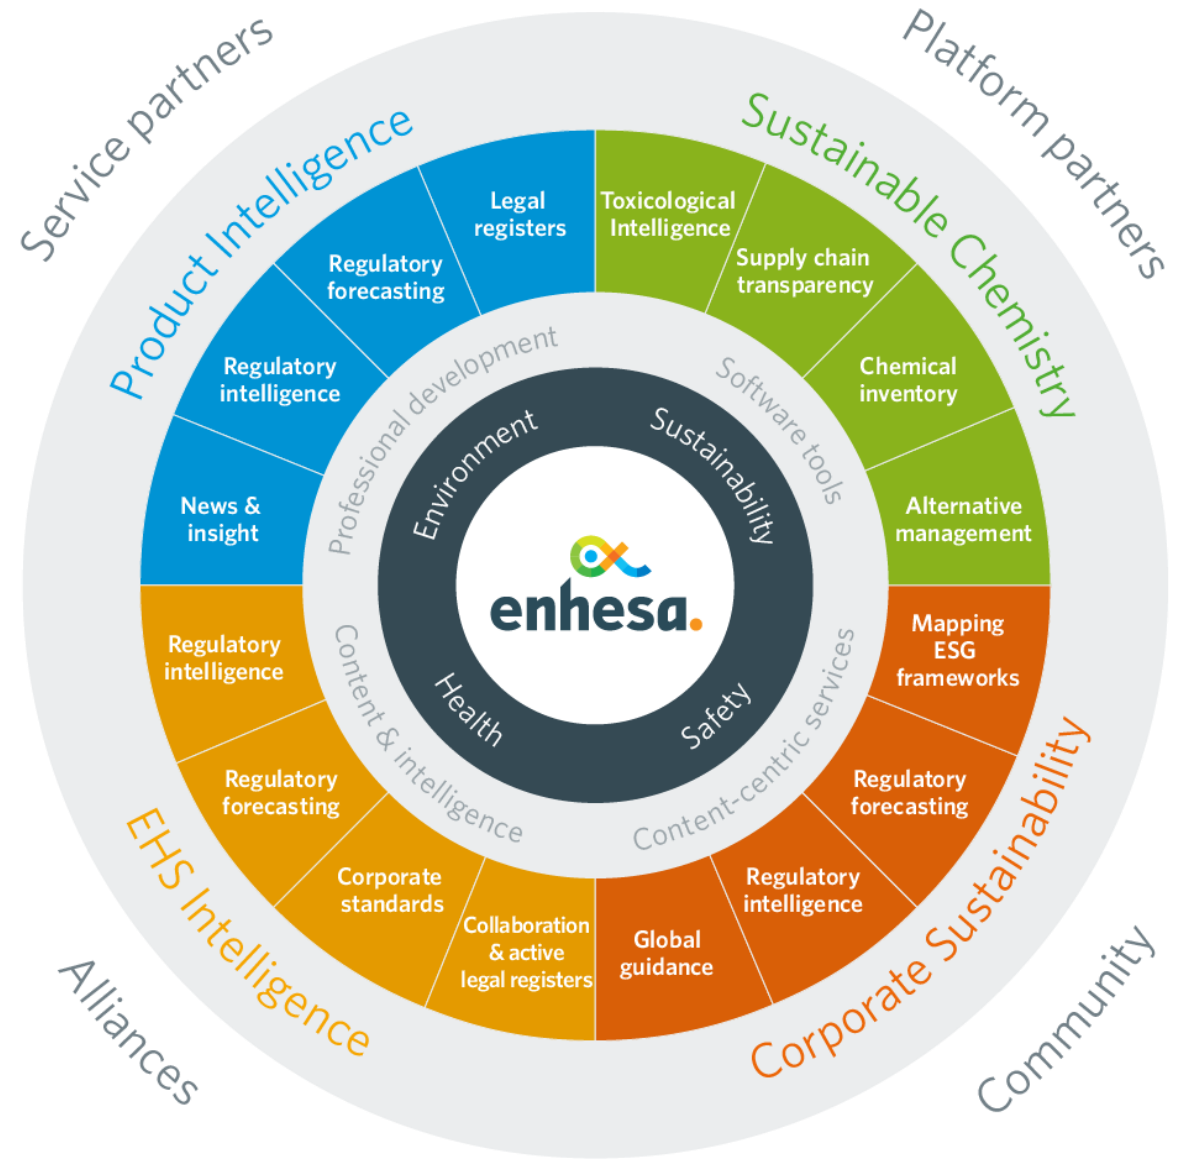 Service partners
Platform partners
Product Intelligence
Sustainable Chemistry
Legal
registers
Toxicological
Intelligence
Regulatory
forecasting
Supply chain
transparency
Regulatory
intelligence
Chemical
inventory
News &
insight
Alternative
management
Professional development
Software tools
Environment
Sustainability
enhesa.
Health
Safety
Content & intelligence
Content-centric services
Regulatory
intelligence
Mapping
ESG
frameworks
Regulatory
forecasting
Regulatory
forecasting
Corporate
standards
Regulatory
intelligence
Collaboration
& active
legal registers
Global
guidance
EHS Intelligence
Corporate Sustainability
Alliances
Community